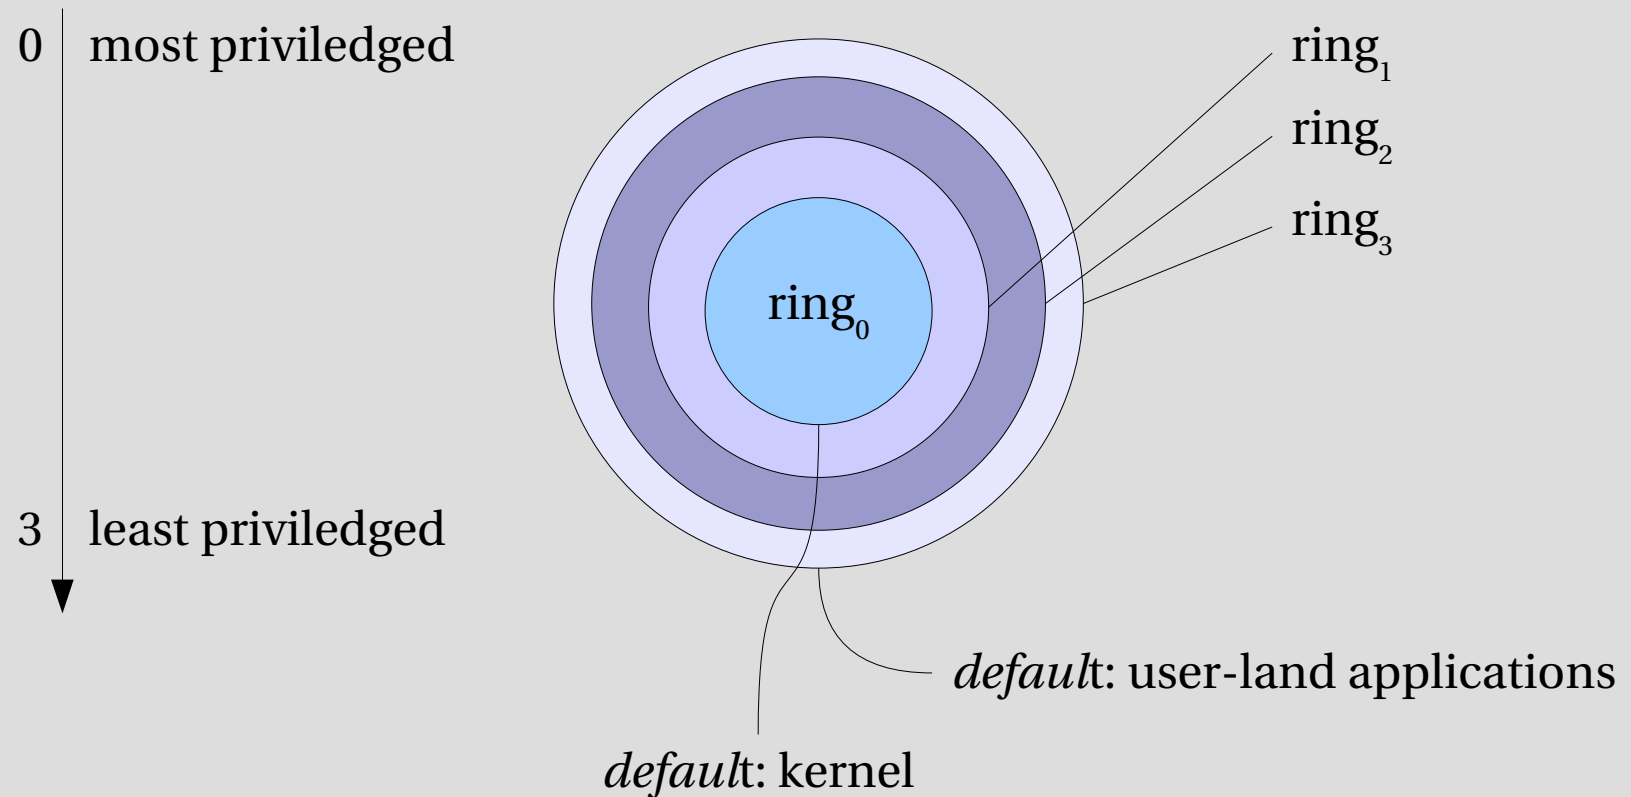 0 most priviledged
ring₁
ring₂
ring₃
ring₀
3 least priviledged
default: user-land applications
default: kernel